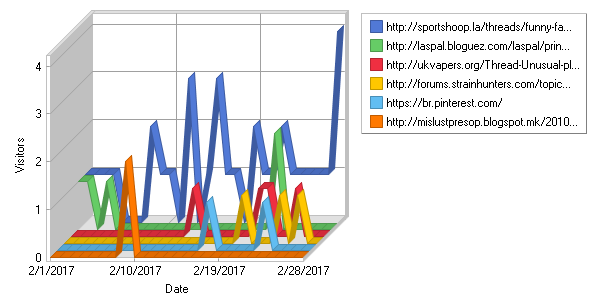 4
3
2
1
0
Visitors
2/1/2017
2/10/2017
2/19/2017
2/28/2017
Date
http://sportshoop.la/threads/funny-fa...
http://laspal.bloguez.com/laspal/prin...
http://ukvapers.org/Thread-Unusual-pl...
http://forums.strainhunters.com/topic...
https://br.pinterest.com/
http://mislustpresop.blogspot.mk/2010...